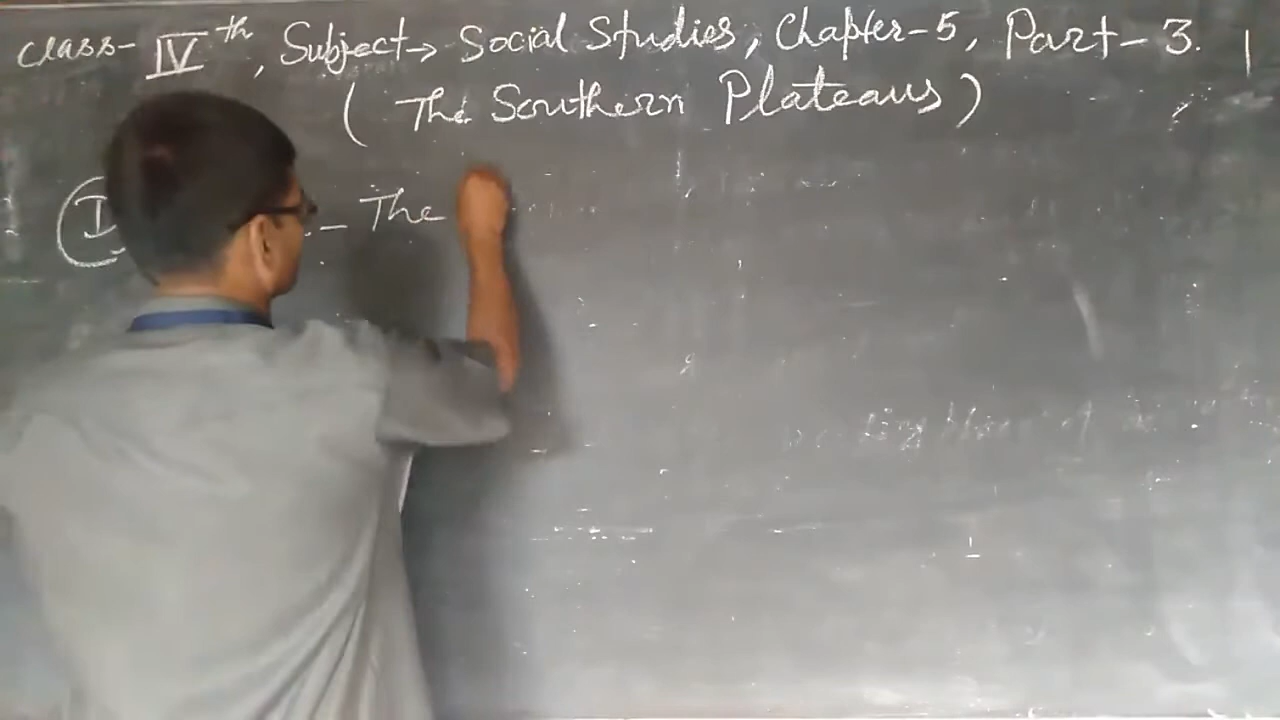 Class- IVth, Subject→ Social Studies, Chapter-5, Part-3.
(The Southern Plateaus)
I - The